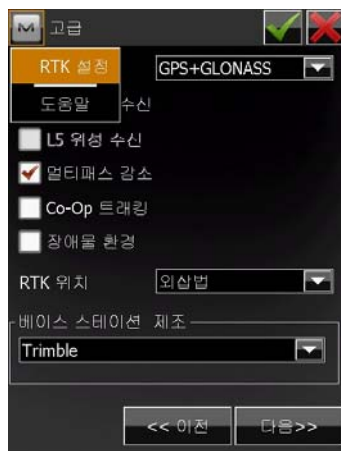 고급
RTK 설정 GPS+GLONASS
도움말 수신
L5 위성 수신
멀티패스 감소
Co-Op 트래킹
장애물 환경
RTK 위치 외삽법
베이스 스테이션 제조
Trimble
<< 이전 다음>>